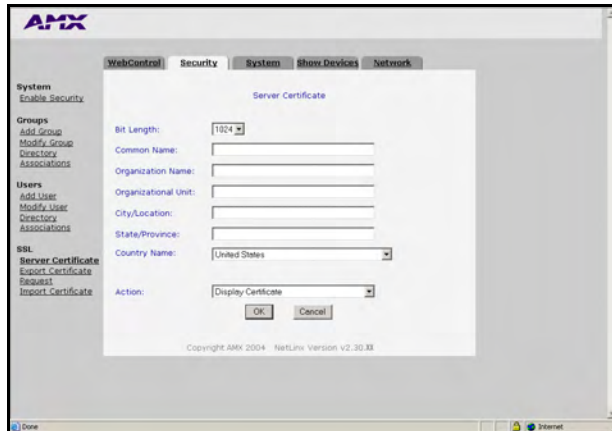 AMX
WebControl Security System Show Devices Network
System
Enable Security
Groups
Add Group
Modify Group
Directory
Associations
Users
Add User
Modify User
Directory
Associations
SSL
Server Certificate
Export Certificate
Request
Import Certificate
Server Certificate
Bit Length: 1024
Common Name:
Organization Name:
Organizational Unit:
City/Location:
State/Province:
Country Name: United States
Action: Display Certificate
OK Cancel
Copyright AMX 2004 NetLinx Version v2.30.XX
Done Internet